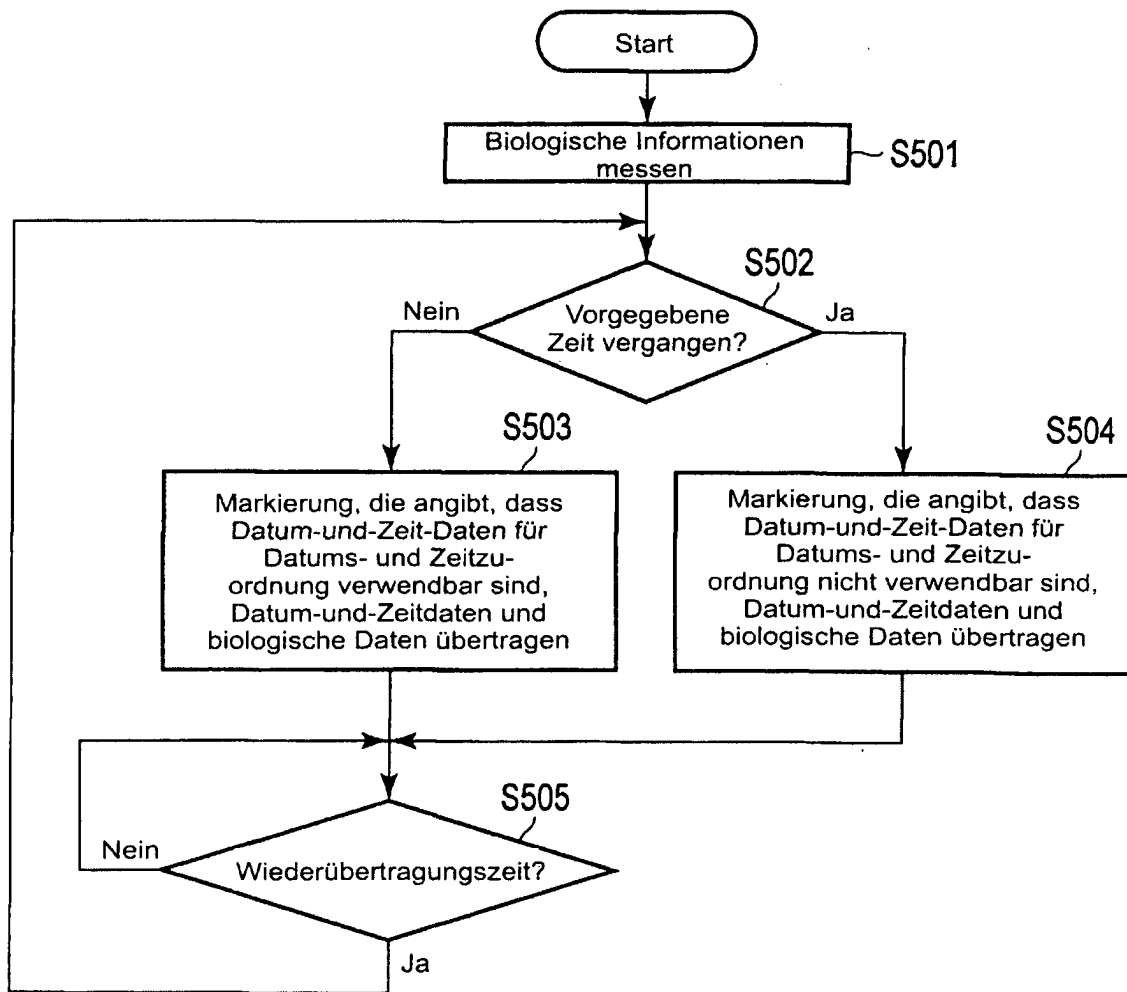 Start
Biologische Informationen
messen
S501
S502
Nein
Vorgegebene
Zeit vergangen?
Ja
S503
S504
Markierung, die angibt, dass
Datum-und-Zeit-Daten für
Datums- und Zeitzu-
ordnung verwendbar sind,
Datum-und-Zeitdaten und
biologische Daten übertragen
Markierung, die angibt, dass
Datum-und-Zeit-Daten für
Datums- und Zeitzu-
ordnung nicht verwendbar sind,
Datum-und-Zeitdaten und
biologische Daten übertragen
S505
Nein
Wiederübertragungszeit?
Ja